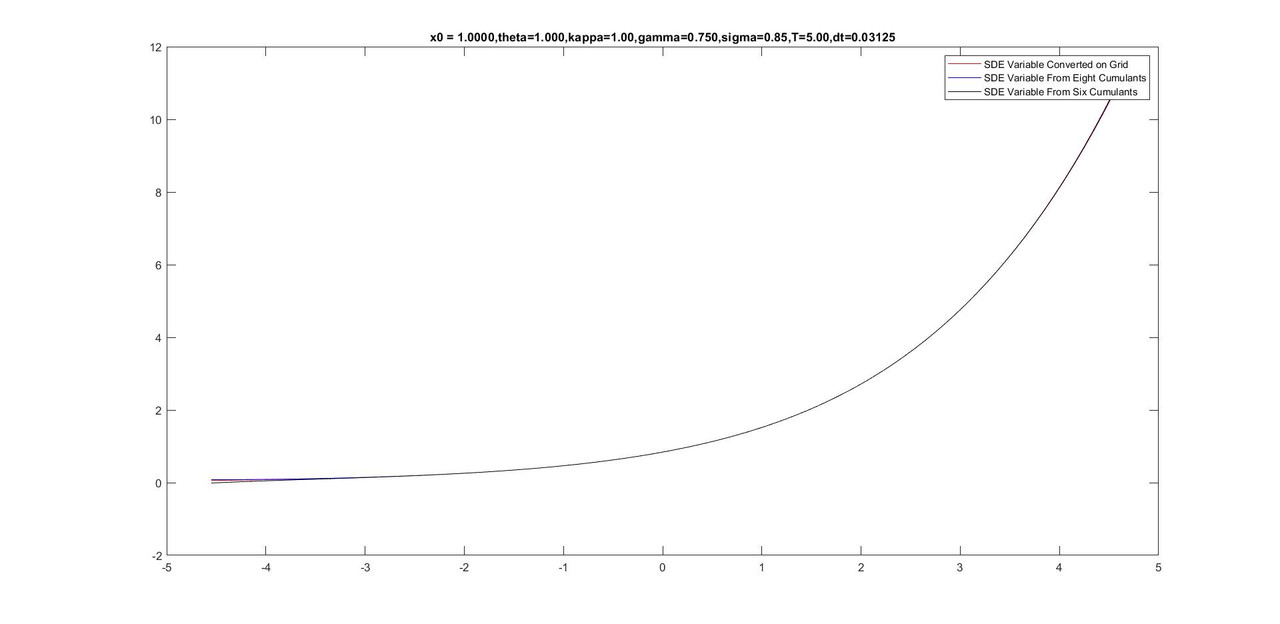 x0 = 1.0000,theta=1.000,kappa=1.00,gamma=0.750,sigma=0.85,T=5.00,dt=0.03125
12
SDE Variable Converted on Grid
SDE Variable From Eight Cumulants
SDE Variable From Six Cumulants
10
8
6
4
2
0
-2
-5 -4 -3 -2 -1 0 1 2 3 4 5